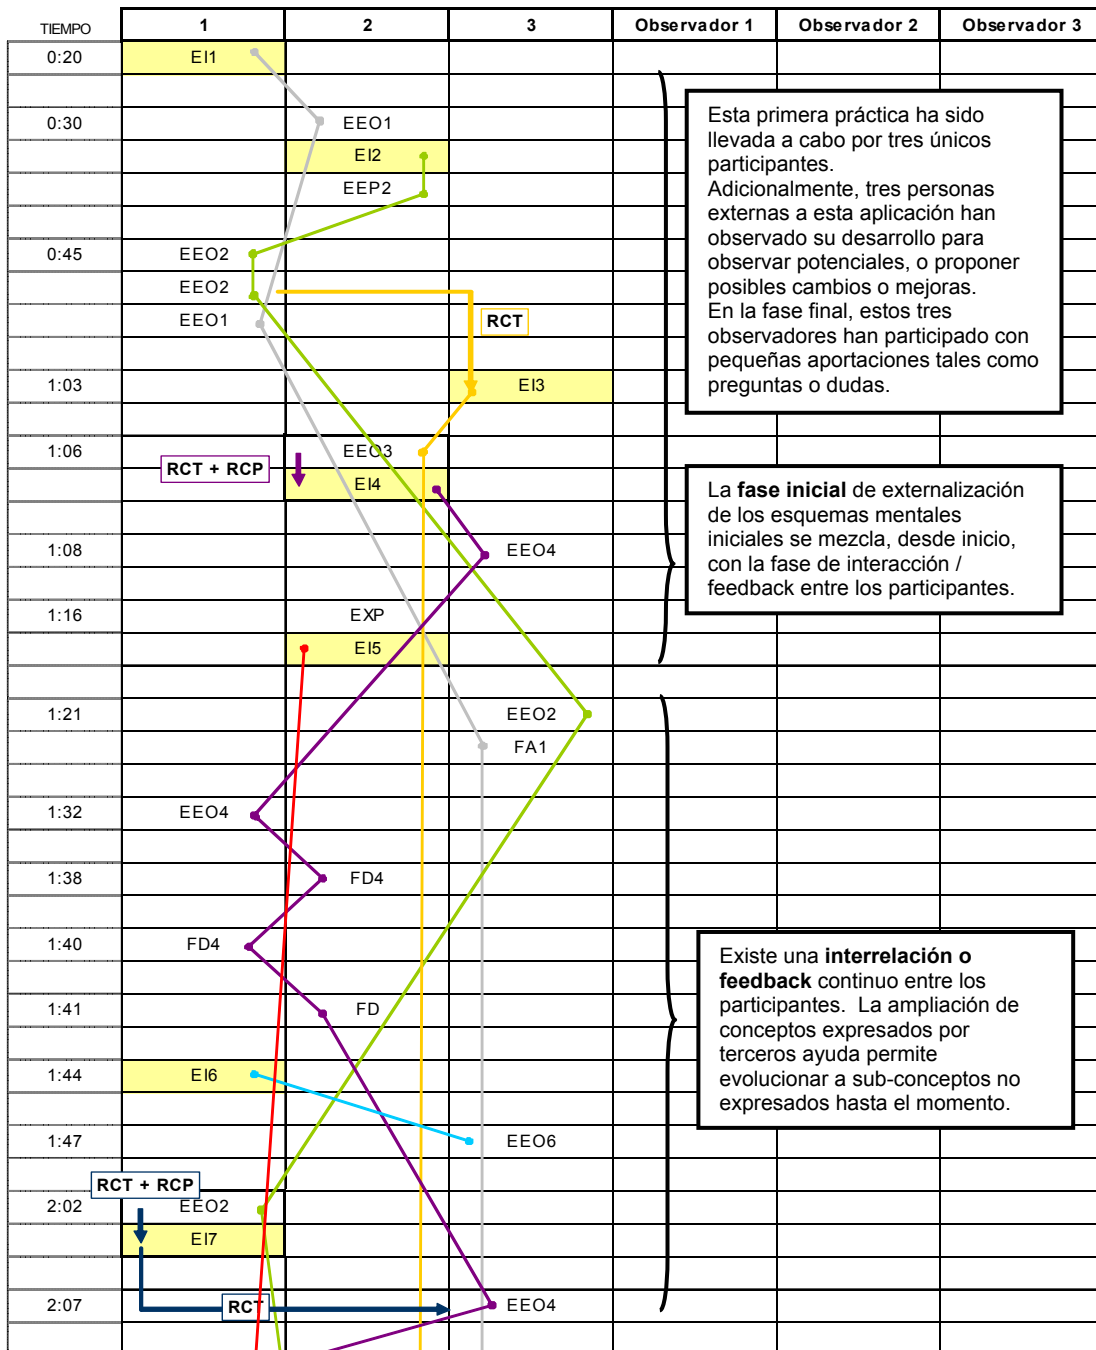 TIEMPO 1 2 3 Observador 1 Observador 2 Observador 3
0:20 EI1
Esta primera práctica ha sido
llevada a cabo por tres únicos
participantes.
Adicionalmente, tres personas
externas a esta aplicación han
observado su desarrollo para
observar potenciales, o proponer
posibles cambios o mejoras.
En la fase final, estos tres
observadores han participado con
pequeñas aportaciones tales como
preguntas o dudas.
0:30 EEO1
EI2
EEP2
0:45 EEO2
EEO2
EEO1 RCT
1:03 EI3
1:06 EEO3
RCT + RCP
EI4
La fase inicial de externalización
de los esquemas mentales
iniciales se mezcla, desde inicio,
con la fase de interacción /
feedback entre los participantes.
1:08 EEO4
1:16 EXP
EI5
1:21 EEO2
FA1
1:32 EEO4
1:38 FD4
1:40 FD4
Existe una interrelación o
feedback continuo entre los
participantes. La ampliación de
conceptos expresados por
terceros ayuda permite
evolucionar a sub-conceptos no
expresados hasta el momento.
1:41 FD
1:44 EI6
1:47 EEO6
RCT + RCP
2:02 EEO2
EI7
2:07 RCT EEO4